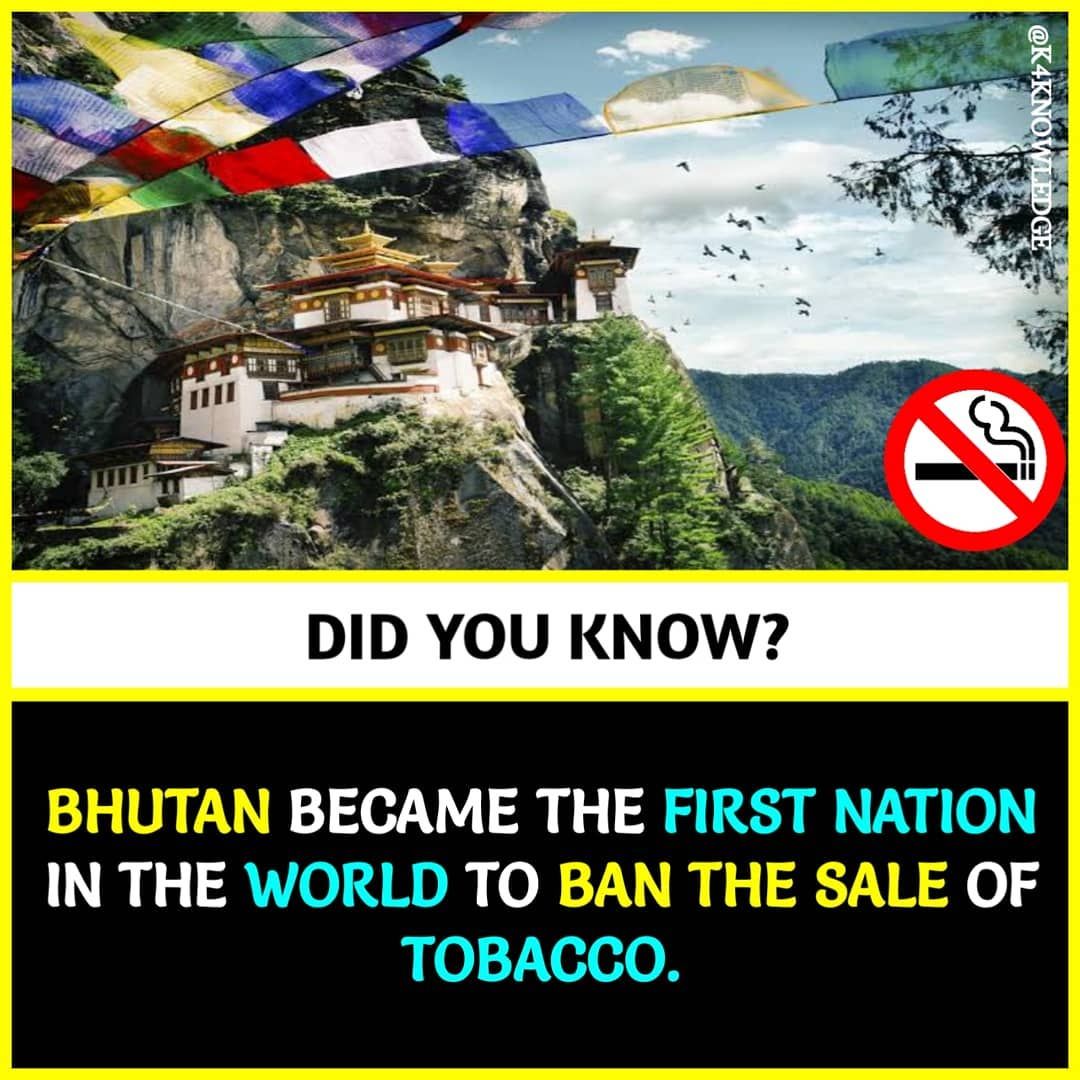 @K4KNOWLEDGE
DID YOU KNOW?
BHUTAN BECAME THE FIRST NATION
IN THE WORLD TO BAN THE SALE OF
TOBACCO.